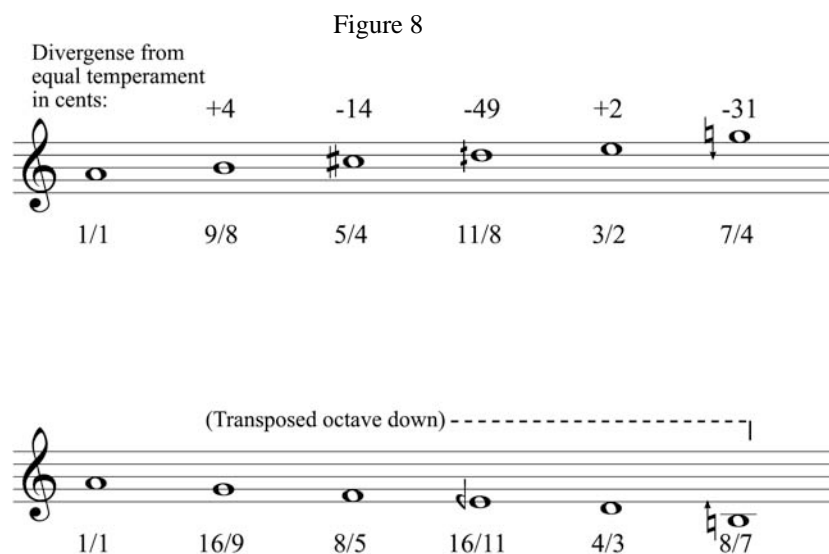 Figure 8
Divergense from
equal temperament
in cents:
+4 -14 -49 +2 -31
1/1 9/8 5/4 11/8 3/2 7/4
(Transposed octave down)
1/1 16/9 8/5 16/11 4/3 8/7